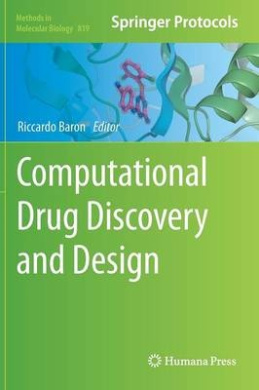 Methods in
Molecular Biology 819
Springer Protocols
Riccardo Baron Editor
Computational
Drug Discovery
and Design
Humana Press